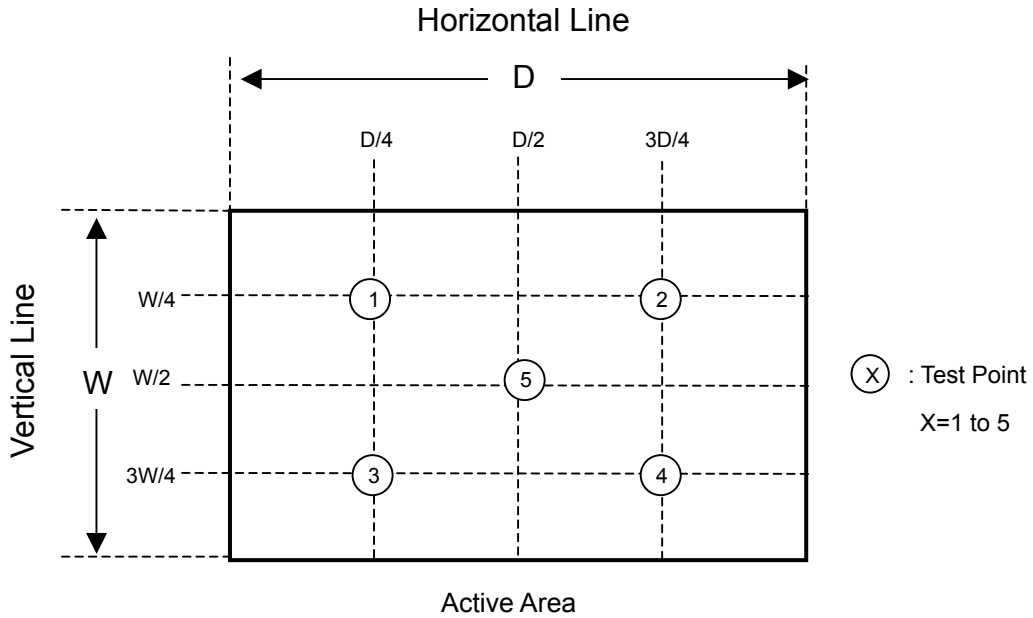 Horizontal Line
D
D/4 D/2 3D/4
Vertical Line
W
W/4
1 2
W/2
5
X : Test Point
X=1 to 5
3W/4
3 4
Active Area